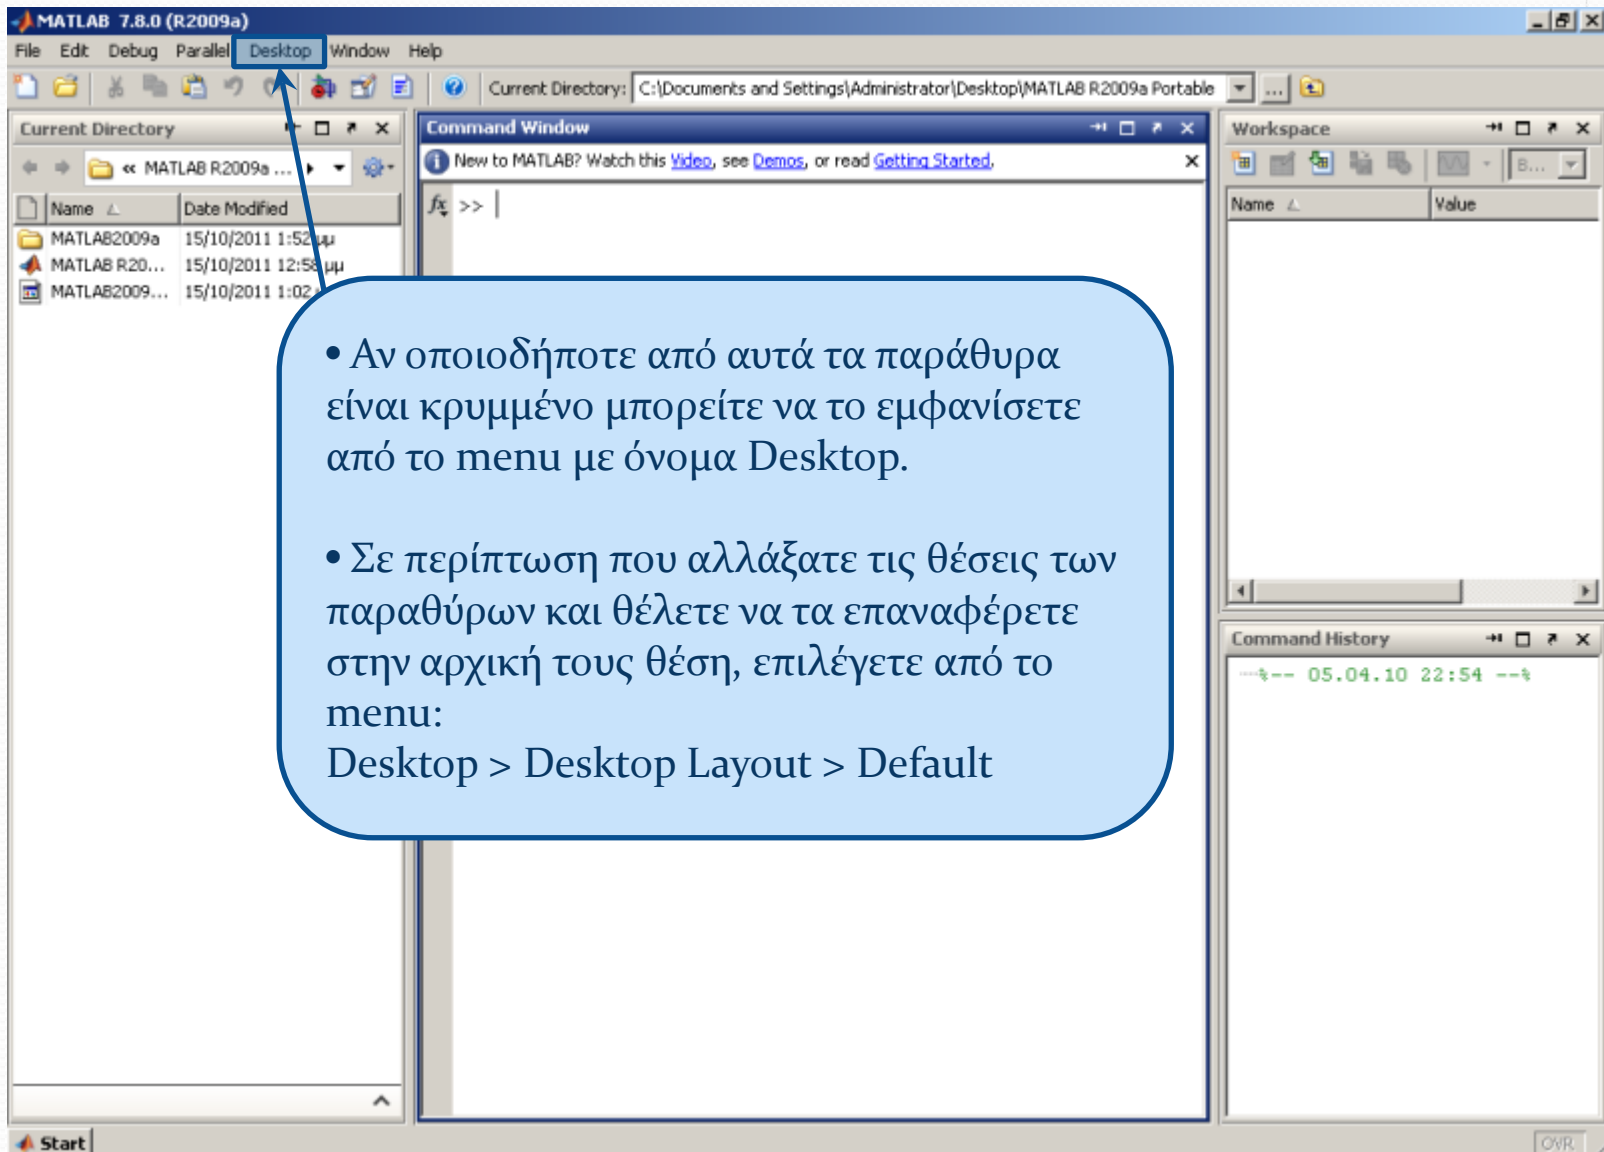 MATLAB 7.8.0 (R2009a)
File Edit Debug Parallel Desktop Window Help
Current Directory: C:\Documents and Settings\Administrator\Desktop\MATLAB R2009a Portable ...
Current Directory
« MATLAB R2009a ...
Name Date Modified
MATLAB2009a 15/10/2011 1:52 μμ
MATLAB R20... 15/10/2011 12:58 μμ
MATLAB2009... 15/10/2011 1:02
Command Window
New to MATLAB? Watch this Video, see Demos, or read Getting Started.
fx >>
• Αν οποιοδήποτε από αυτά τα παράθυρα
είναι κρυμμένο μπορείτε να το εμφανίσετε
από το menu με όνομα Desktop.
• Σε περίπτωση που αλλάξατε τις θέσεις των
παραθύρων και θέλετε να τα επαναφέρετε
στην αρχική τους θέση, επιλέγετε από το
menu:
Desktop > Desktop Layout > Default
Workspace
B...
Name Value
Command History
%-- 05.04.10 22:54 --%
Start
OVR